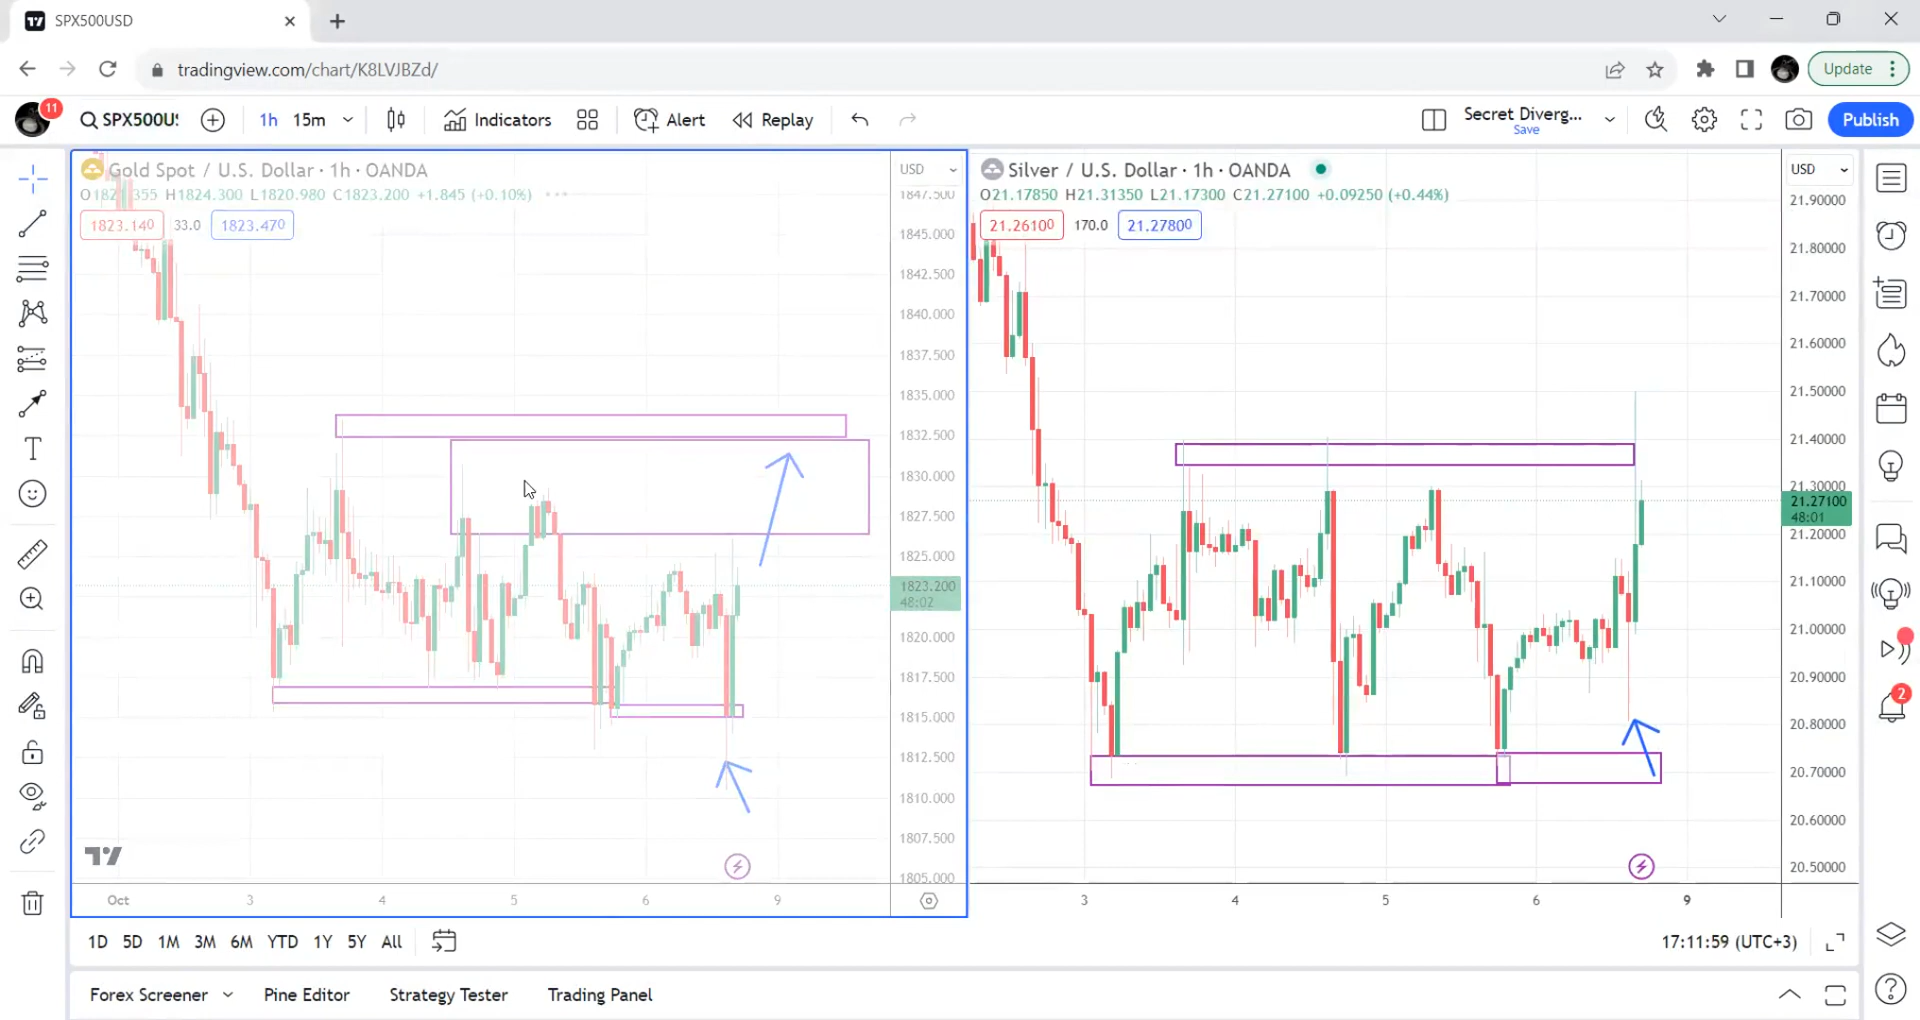 SPX500USD
tradingview.com/chart/K8LVJBZd/
Update
11
SPX500U
1h 15m
Indicators
Alert
Replay
Secret Diverg...
Save
Publish
Gold Spot / U.S. Dollar · 1h · OANDA
O1821.355 H1824.300 L1820.980 C1823.200 +1.845 (+0.10%)
1823.140 33.0 1823.470
USD
1847.500
1845.000
1842.500
1840.000
1837.500
1835.000
1832.500
1830.000
1827.500
1825.000
1823.200
48:02
1820.000
1817.500
1815.000
1812.500
1810.000
1807.500
1805.000
Oct 3 4 5 6 9
Silver / U.S. Dollar · 1h · OANDA
O21.17850 H21.31350 L21.17300 C21.27100 +0.09250 (+0.44%)
21.26100 170.0 21.27800
USD
21.90000
21.80000
21.70000
21.60000
21.50000
21.40000
21.30000
21.27100
48:01
21.20000
21.10000
21.00000
20.90000
20.80000
20.70000
20.60000
20.50000
3 4 5 6 9
2
1D 5D 1M 3M 6M YTD 1Y 5Y All
17:11:59 (UTC+3)
Forex Screener Pine Editor Strategy Tester Trading Panel